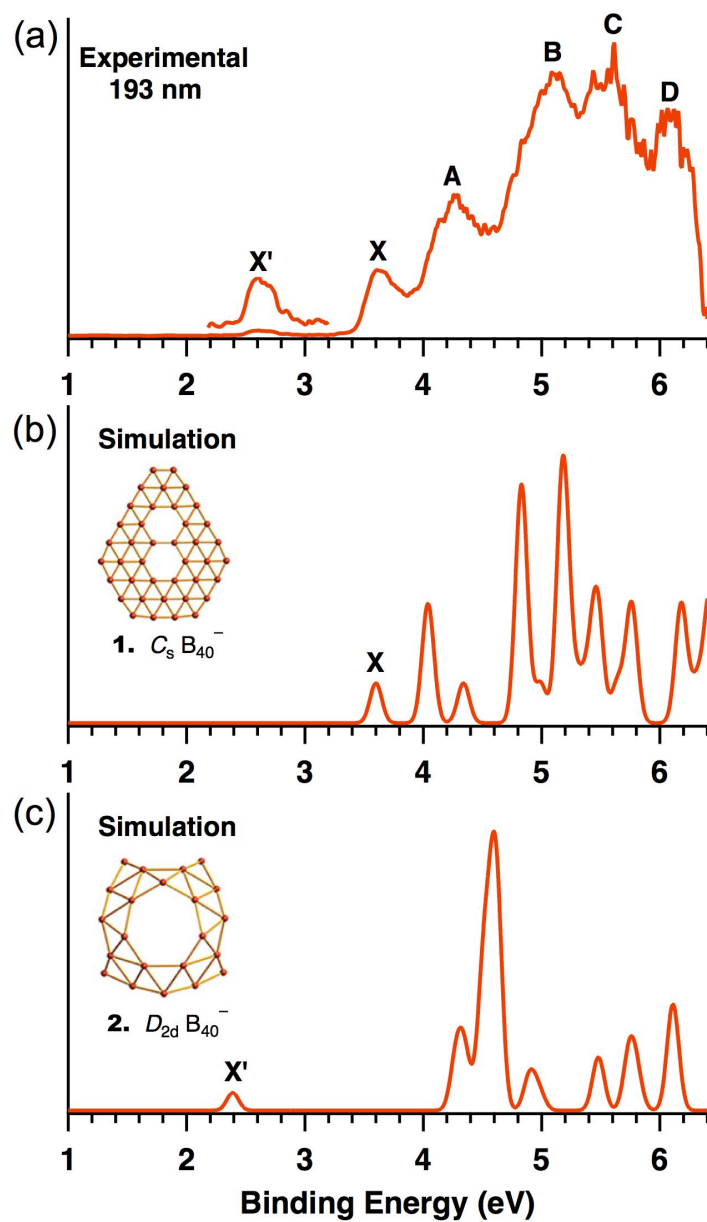 (a)
Experimental
193 nm
X'
X
A
B
C
D
1 2 3 4 5 6
(b)
Simulation
1. Cs B40⁻
X
1 2 3 4 5 6
(c)
Simulation
2. D2d B40⁻
X'
1 2 3 4 5 6
Binding Energy (eV)